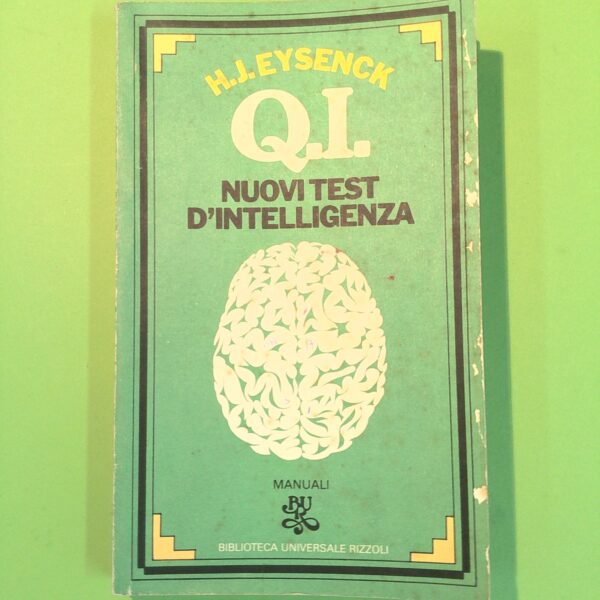 H.J. EYSENCK
Q.I.
NUOVI TEST
D'INTELLIGENZA
MANUALI
BUR
BIBLIOTECA UNIVERSALE RIZZOLI